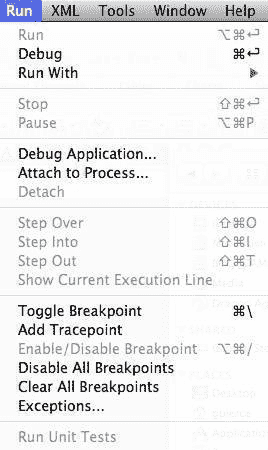 Run XML Tools Window Help
Run ⌥⌘↩
Debug ⌘↩
Run With
Stop ⇧⌘↩
Pause ⌥⌘P
Debug Application...
Attach to Process...
Detach
Step Over ⇧⌘O
Step Into ⇧⌘I
Step Out ⇧⌘T
Show Current Execution Line
Toggle Breakpoint ⌘\
Add Tracepoint
Enable/Disable Breakpoint ⌥⌘/
Disable All Breakpoints
Clear All Breakpoints
Exceptions...
Run Unit Tests